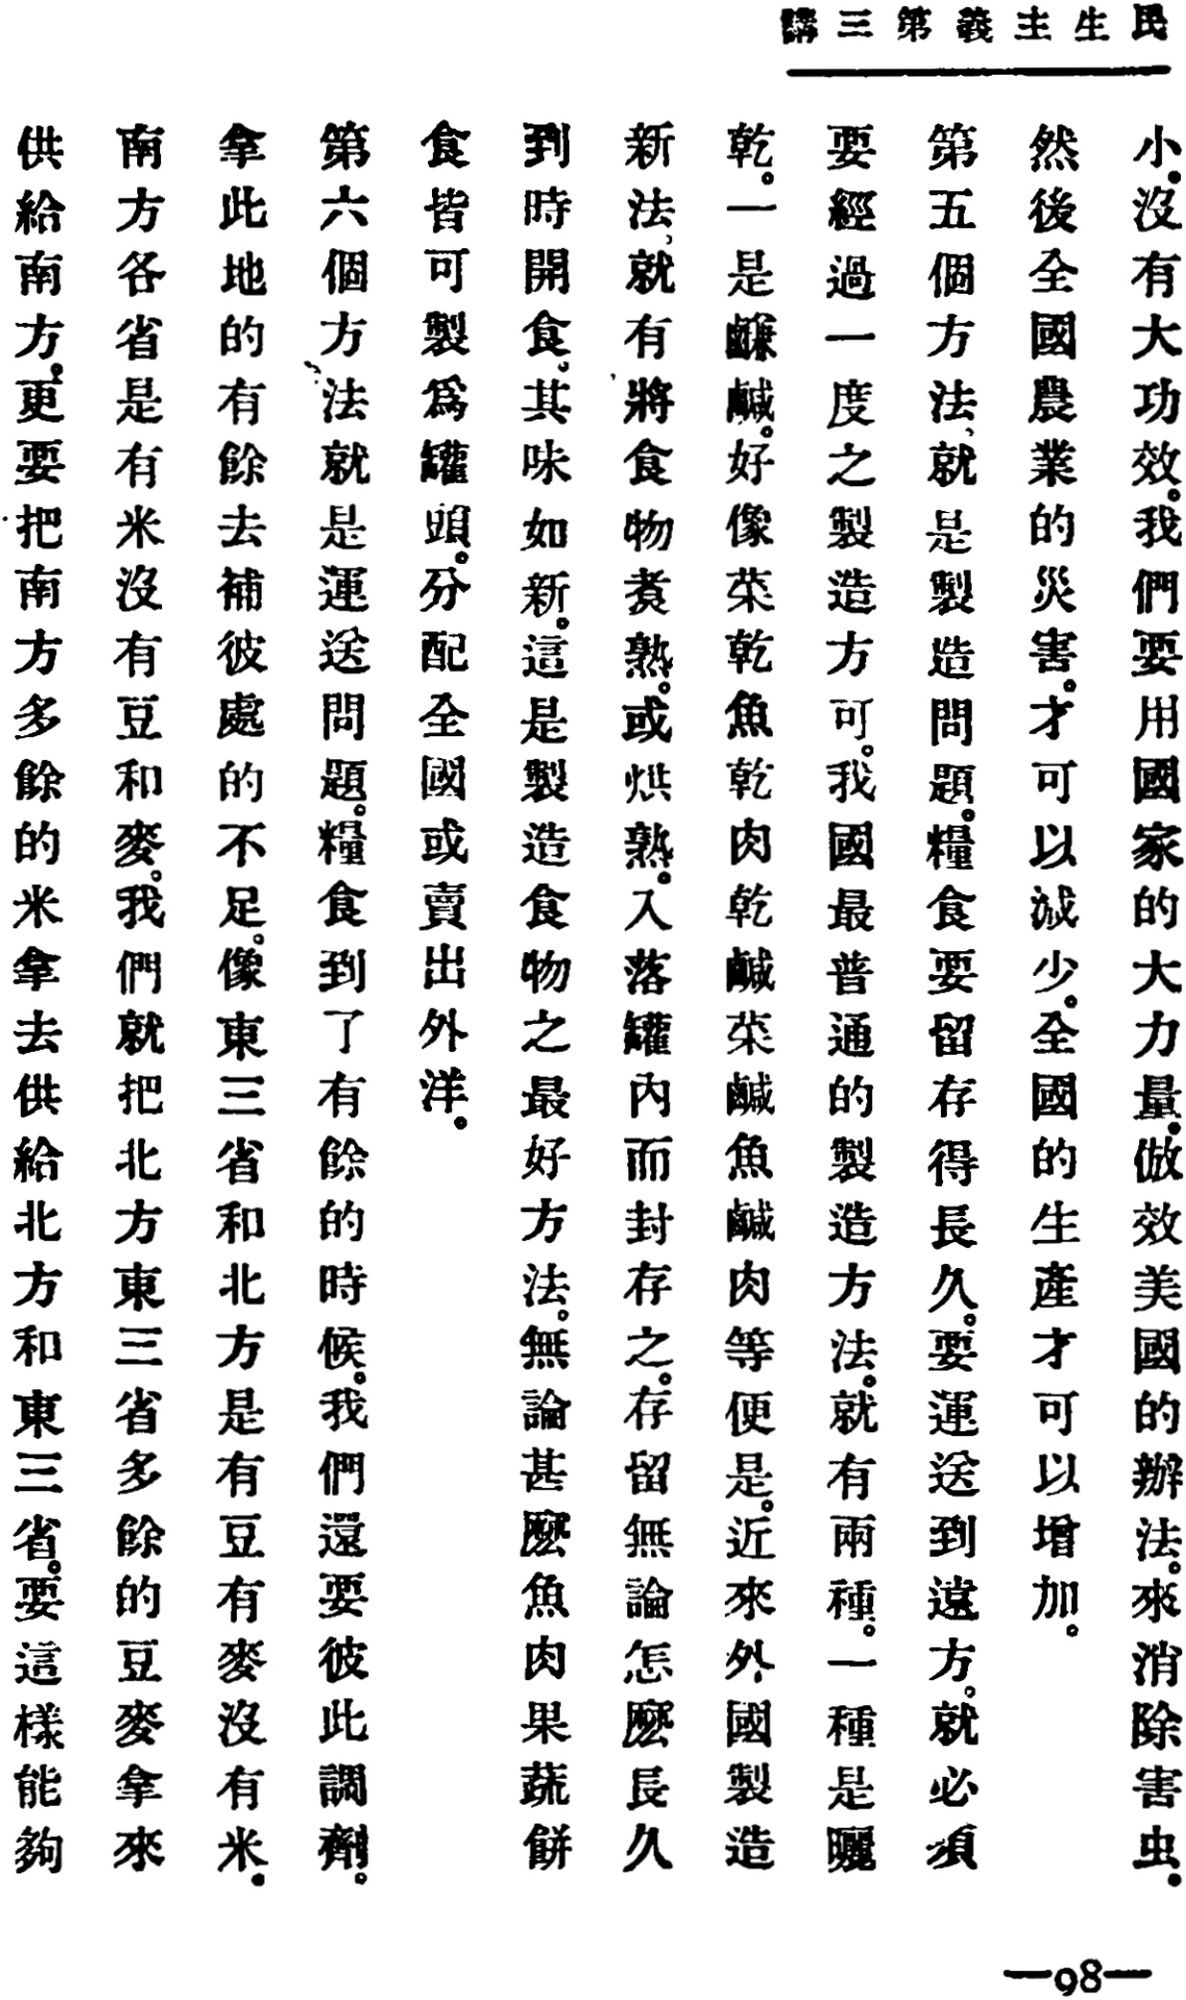 民生主義第三講
小。沒有大功效。我們要用國家的大力量。倣效美國的辦法。來消除害虫。
然後全國農業的災害。才可以減少。全國的生產才可以增加。
第五個方法、就是製造問題。糧食要留存得長久。要運送到遠方。就必須
要經過一度之製造方可。我國最普通的製造方法。就有兩種。一種是曬
乾。一是鹻鹹。好像菜乾魚乾肉乾鹹菜鹹魚鹹肉等便是。近來外國製造
新法、就有將食物煮熟。或烘熟。入落罐內而封存之。存留無論怎麼長久
到時開食。其味如新。這是製造食物之最好方法。無論甚麼魚肉果蔬餅
食皆可製爲罐頭。分配全國或賣出外洋。
第六個方法就是運送問題。糧食到了有餘的時候。我們還要彼此調劑。
拿此地的有餘去補彼處的不足。像東三省和北方是有豆有麥沒有米。
南方各省是有米沒有豆和麥。我們就把北方東三省多餘的豆麥拿來
供給南方。更要把南方多餘的米拿去供給北方和東三省。要這樣能夠
—98—